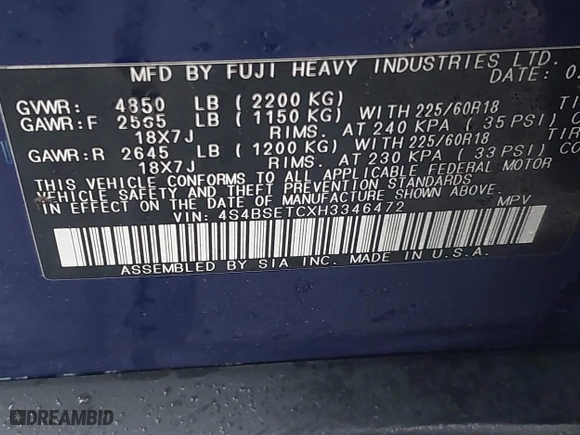 MFD BY FUJI HEAVY INDUSTRIES LTD.
DATE: 0
GVWR: 4850 LB (2200 KG)
GAWR:F 2535 LB (1150 KG) WITH 225/60R18 TI
18X7J RIMS. AT 240 KPA (35 PSI) C
GAWR:R 2645 LB (1200 KG) WITH 225/60R18 TIR
18X7J RIMS. AT 230 KPA (33 PSI) C
THIS VEHICLE CONFORMS TO ALL APPLICABLE FEDERAL MOTOR
VEHICLE SAFETY AND THEFT PREVENTION STANDARDS
IN EFFECT ON THE DATE OF MANUFACTURE SHOWN ABOVE.
VIN: 4S4BSETCXH3346472 MPV
ASSEMBLED BY SIA INC. MADE IN U.S.A.
DREAMBID